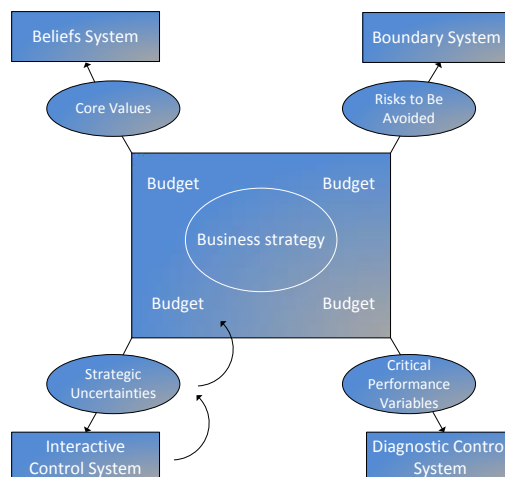 Beliefs System
Boundary System
Core Values
Risks to Be
Avoided
Budget
Budget
Business strategy
Budget
Budget
Strategic
Uncertainties
Critical
Performance
Variables
Interactive
Control System
Diagnostic Control
System